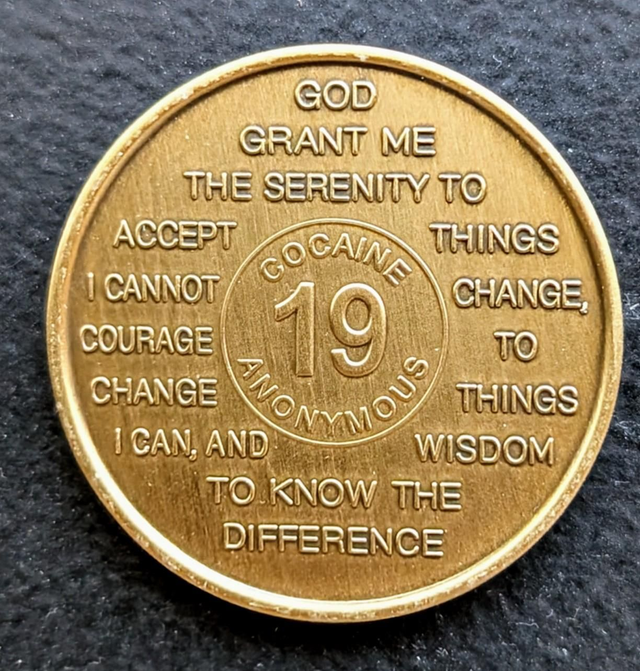 GOD
GRANT ME
THE SERENITY TO
ACCEPT THINGS
I CANNOT CHANGE,
COURAGE TO
CHANGE THINGS
I CAN, AND WISDOM
TO KNOW THE
DIFFERENCE
COCAINE
19
ANONYMOUS